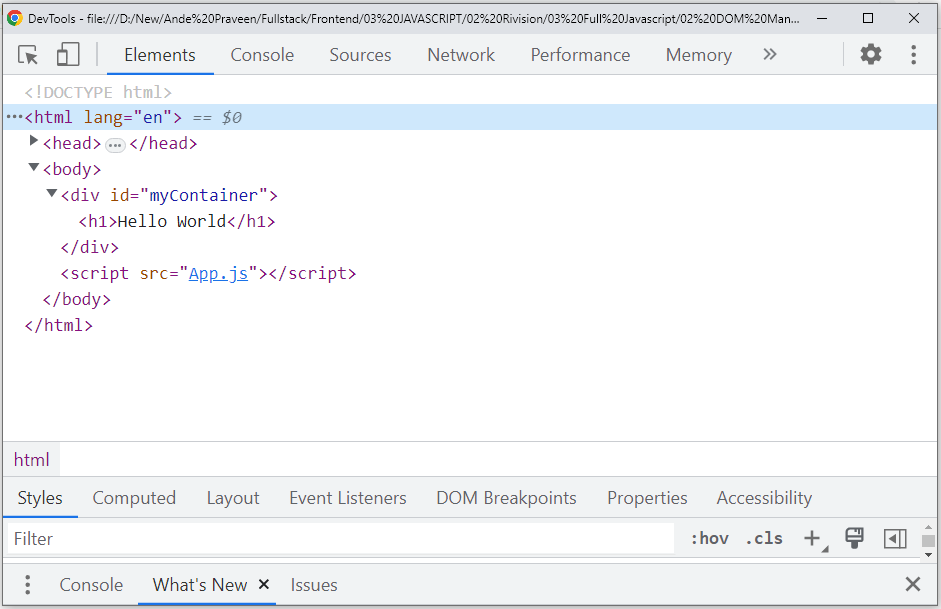 DevTools - file:///D:/New/Ande%20Praveen/Fullstack/Frontend/03%20JAVASCRIPT/02%20Rivision/03%20Full%20Javascript/02%20DOM%20Man...
Elements Console Sources Network Performance Memory »
<!DOCTYPE html>
···<html lang="en"> == $0
<head>···</head>
<body>
<div id="myContainer">
<h1>Hello World</h1>
</div>
<script src="App.js"></script>
</body>
</html>
html
Styles Computed Layout Event Listeners DOM Breakpoints Properties Accessibility
Filter :hov .cls +
Console What's New × Issues